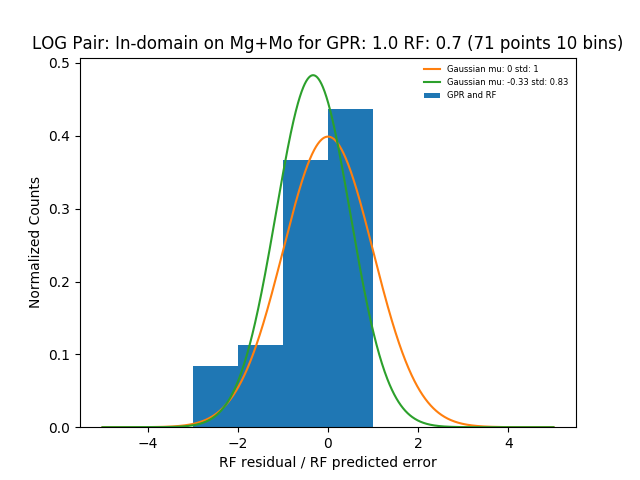 LOG Pair: In-domain on Mg+Mo for GPR: 1.0 RF: 0.7 (71 points 10 bins)
Gaussian mu: 0 std: 1
Gaussian mu: -0.33 std: 0.83
GPR and RF
Normalized Counts
0.5
0.4
0.3
0.2
0.1
0.0
−4
−2
0
2
4
RF residual / RF predicted error